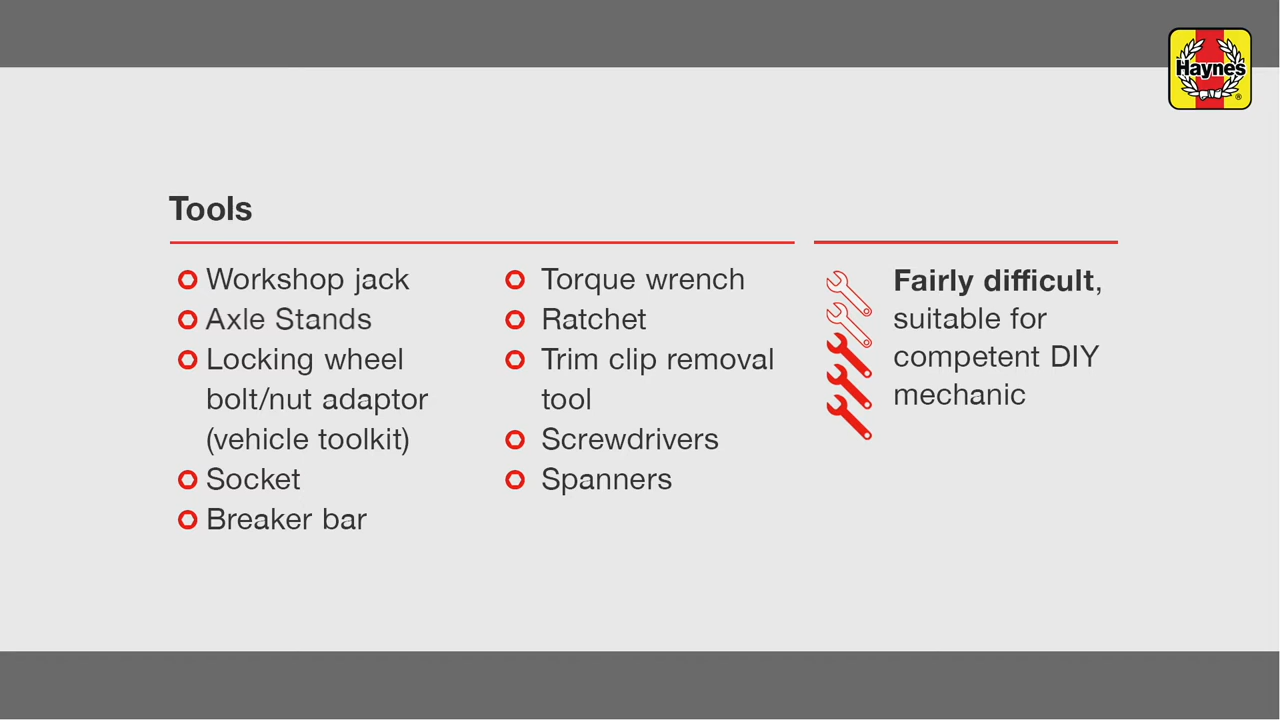 Haynes
Tools
Workshop jack
Axle Stands
Locking wheel
bolt/nut adaptor
(vehicle toolkit)
Socket
Breaker bar
Torque wrench
Ratchet
Trim clip removal
tool
Screwdrivers
Spanners
Fairly difficult,
suitable for
competent DIY
mechanic